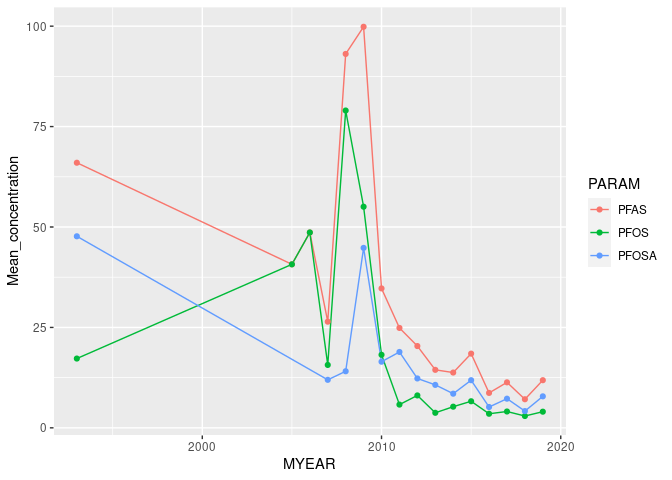 100
75
50
25
0
Mean_concentration
2000
2010
2020
MYEAR
PARAM
PFAS
PFOS
PFOSA